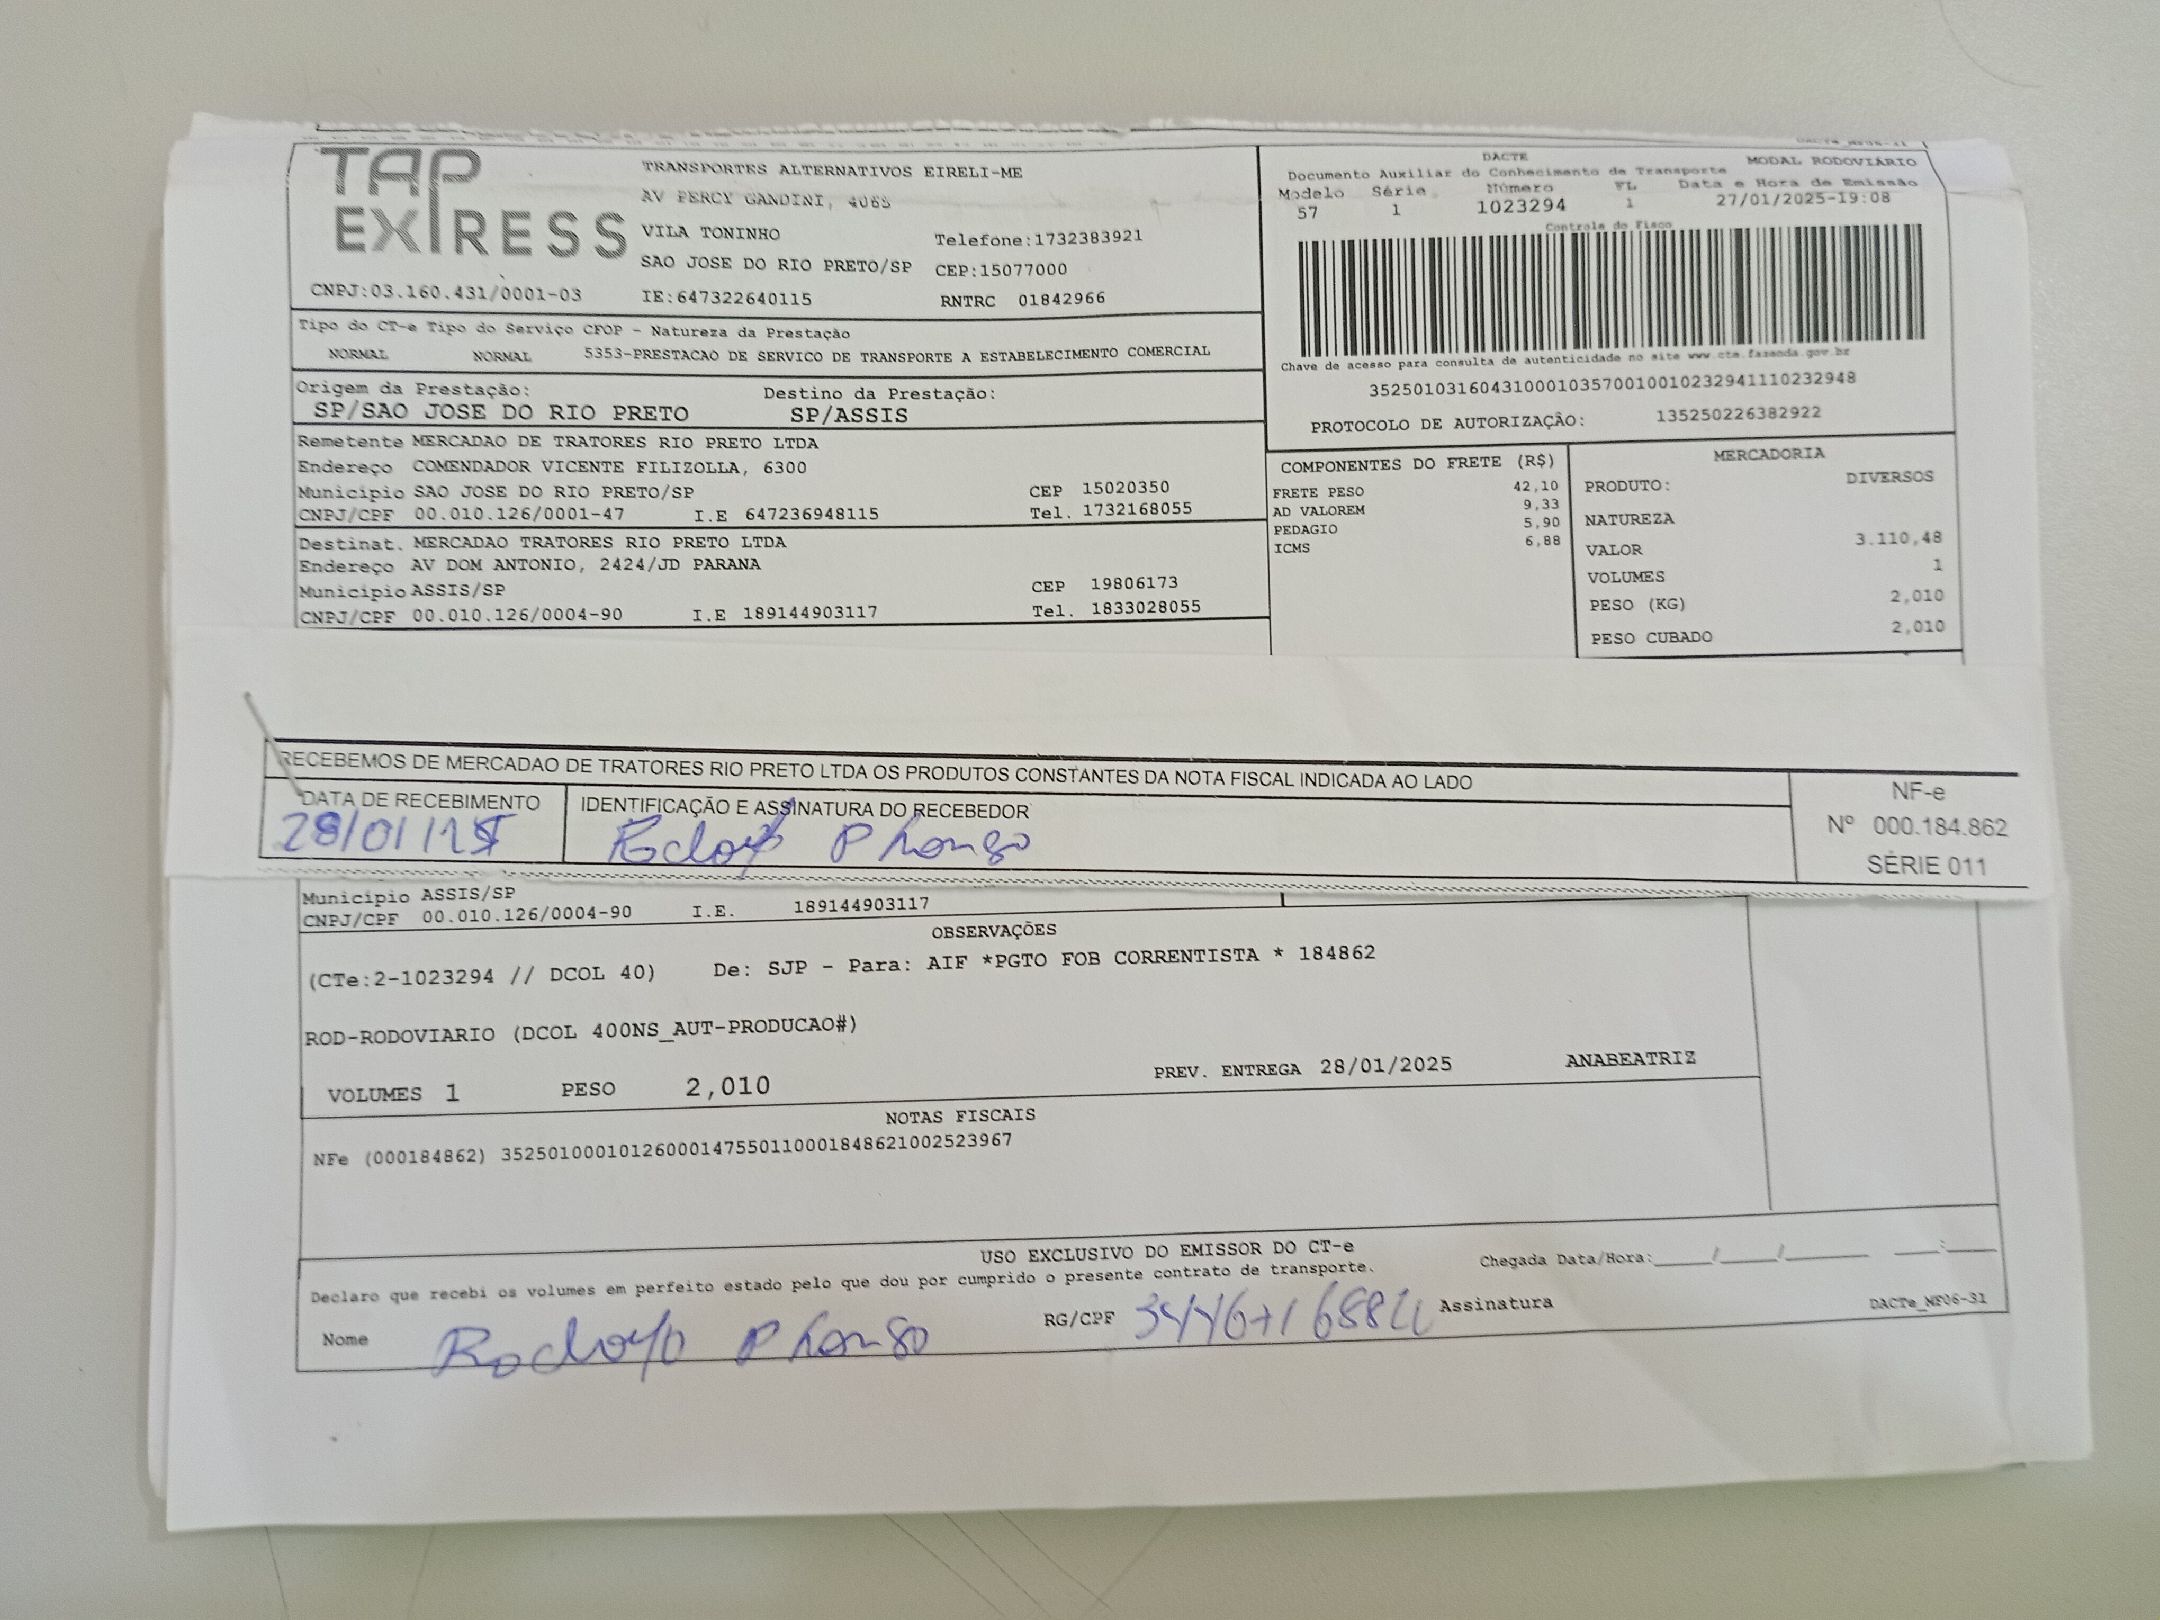 TAP EXPRESS
TRANSPORTES ALTERNATIVOS EIRELI-ME
AV PERCY GANDINI, 4065
VILA TONINHO
Telefone:1732383921
SAO JOSE DO RIO PRETO/SP CEP:15077000
CNPJ:03.160.431/0001-03 IE:647322640115 RNTRC 01842966
DACTE MODAL RODOVIÁRIO
Documento Auxiliar do Conhecimento de Transporte
Modelo Série Número FL Data e Hora de Emissão
57 1 1023294 1 27/01/2025-19:08
Controle do Fisco
Chave de acesso para consulta de autenticidade no site www.cte.fazenda.gov.br
35250103160431000103570010010232941110232948
PROTOCOLO DE AUTORIZAÇÃO: 135250226382922
Tipo do CT-e Tipo do Serviço CFOP - Natureza da Prestação
NORMAL NORMAL 5353-PRESTACAO DE SERVICO DE TRANSPORTE A ESTABELECIMENTO COMERCIAL
Origem da Prestação: Destino da Prestação:
SP/SAO JOSE DO RIO PRETO SP/ASSIS
Remetente MERCADAO DE TRATORES RIO PRETO LTDA
Endereço COMENDADOR VICENTE FILIZOLLA, 6300
Município SAO JOSE DO RIO PRETO/SP CEP 15020350
CNPJ/CPF 00.010.126/0001-47 I.E 647236948115 Tel. 1732168055
Destinat. MERCADAO TRATORES RIO PRETO LTDA
Endereço AV DOM ANTONIO, 2424/JD PARANA
Município ASSIS/SP CEP 19806173
CNPJ/CPF 00.010.126/0004-90 I.E 189144903117 Tel. 1833028055
COMPONENTES DO FRETE (R$)
FRETE PESO 42,10
AD VALOREM 9,33
PEDAGIO 5,90
ICMS 6,88
MERCADORIA
PRODUTO: DIVERSOS
NATUREZA
VALOR 3.110,48
VOLUMES 1
PESO (KG) 2,010
PESO CUBADO 2,010
RECEBEMOS DE MERCADAO DE TRATORES RIO PRETO LTDA OS PRODUTOS CONSTANTES DA NOTA FISCAL INDICADA AO LADO
DATA DE RECEBIMENTO IDENTIFICAÇÃO E ASSINATURA DO RECEBEDOR
28/01/
NF-e
Nº 000.184.862
SÉRIE 011
Município ASSIS/SP
CNPJ/CPF 00.010.126/0004-90 I.E. 189144903117
OBSERVAÇÕES
(CTe:2-1023294 // DCOL 40) De: SJP - Para: AIF *PGTO FOB CORRENTISTA * 184862
ROD-RODOVIARIO (DCOL 400NS_AUT-PRODUCAO#)
VOLUMES 1 PESO 2,010 PREV. ENTREGA 28/01/2025 ANABEATRIZ
NOTAS FISCAIS
NFe (000184862) 35250100010126000147550110001848621002523967
USO EXCLUSIVO DO EMISSOR DO CT-e
Declaro que recebi os volumes em perfeito estado pelo que dou por cumprido o presente contrato de transporte. Chegada Data/Hora:____/____/______ ___:____
Nome RG/CPF Assinatura DACTe_NF06-31